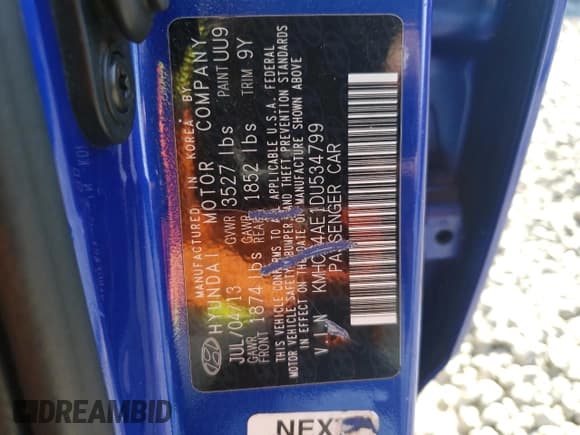 MANUFACTURED IN KOREA BY
HYUNDAI MOTOR COMPANY
JUL/04/13 GVWR 3527 lbs PAINT UU9
GAWR FRONT 1874 lbs GAWR REAR 1852 lbs TRIM 9Y
THIS VEHICLE CONFORMS TO ALL APPLICABLE U.S.A. FEDERAL
MOTOR VEHICLE SAFETY, BUMPER, AND THEFT PREVENTION STANDARDS
IN EFFECT ON THE DATE OF MANUFACTURE SHOWN ABOVE
V.I.N KMHC 4AE1DU534799
PASSENGER CAR
NEX
DREAMBID